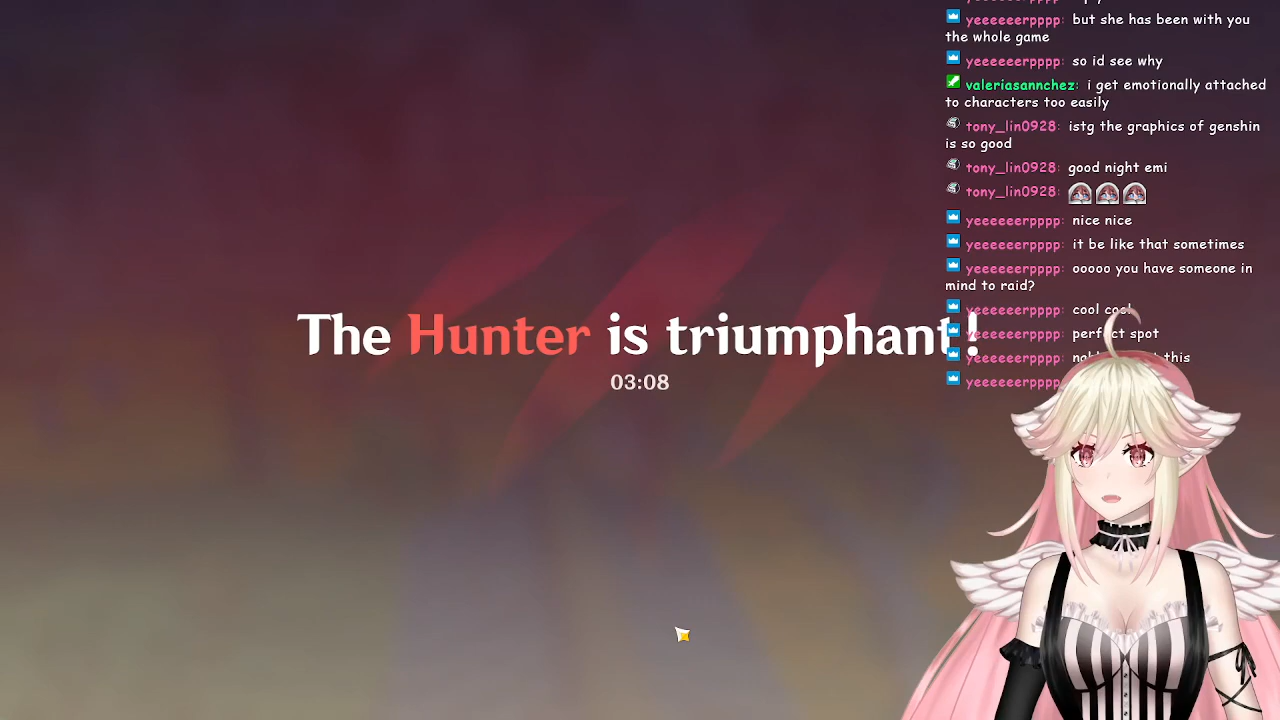 yeeeeeerpppp: but she has been with you
the whole game
yeeeeeerpppp: so id see why
valeriasannchez: i get emotionally attached
to characters too easily
tony_lin0928: istg the graphics of genshin
is so good
tony_lin0928: good night emi
tony_lin0928:
yeeeeeerpppp: nice nice
yeeeeeerpppp: it be like that sometimes
yeeeeeerpppp: ooooo you have someone in
mind to raid?
yeeeeeerpppp: cool cool
yeeeeeerpppp: perfect spot
yeeeeeerpppp: this
yeeeeeerpppp
The Hunter is triumphant!
03:08